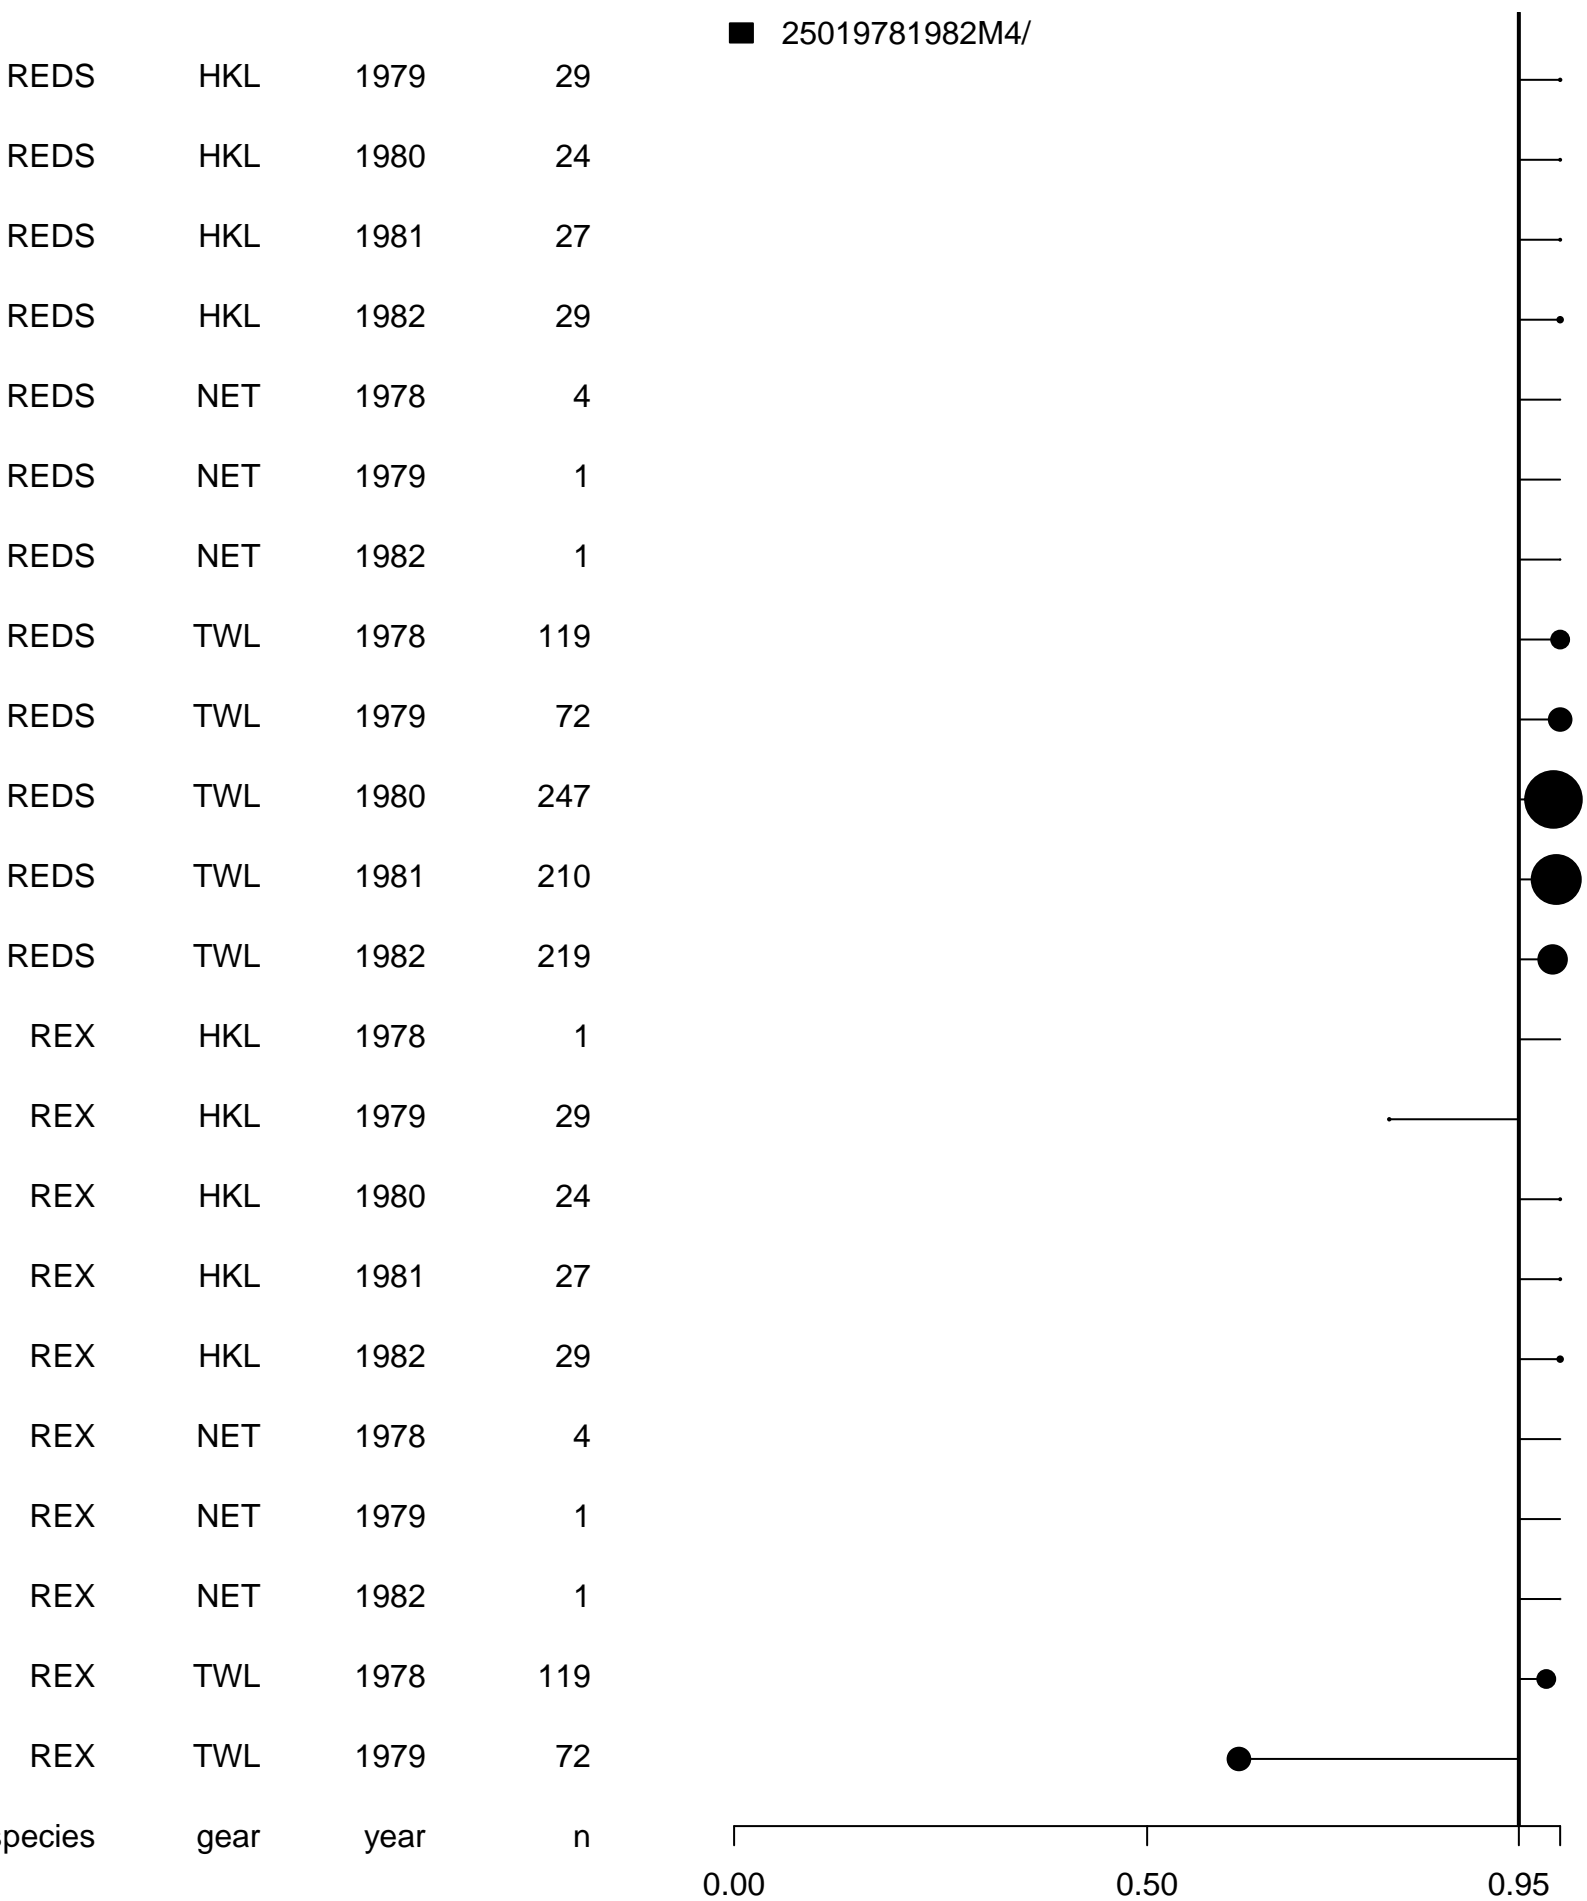 25019781982M4/
REDS HKL 1979 29
REDS HKL 1980 24
REDS HKL 1981 27
REDS HKL 1982 29
REDS NET 1978 4
REDS NET 1979 1
REDS NET 1982 1
REDS TWL 1978 119
REDS TWL 1979 72
REDS TWL 1980 247
REDS TWL 1981 210
REDS TWL 1982 219
REX HKL 1978 1
REX HKL 1979 29
REX HKL 1980 24
REX HKL 1981 27
REX HKL 1982 29
REX NET 1978 4
REX NET 1979 1
REX NET 1982 1
REX TWL 1978 119
REX TWL 1979 72
species gear year n
0.00 0.50 0.95